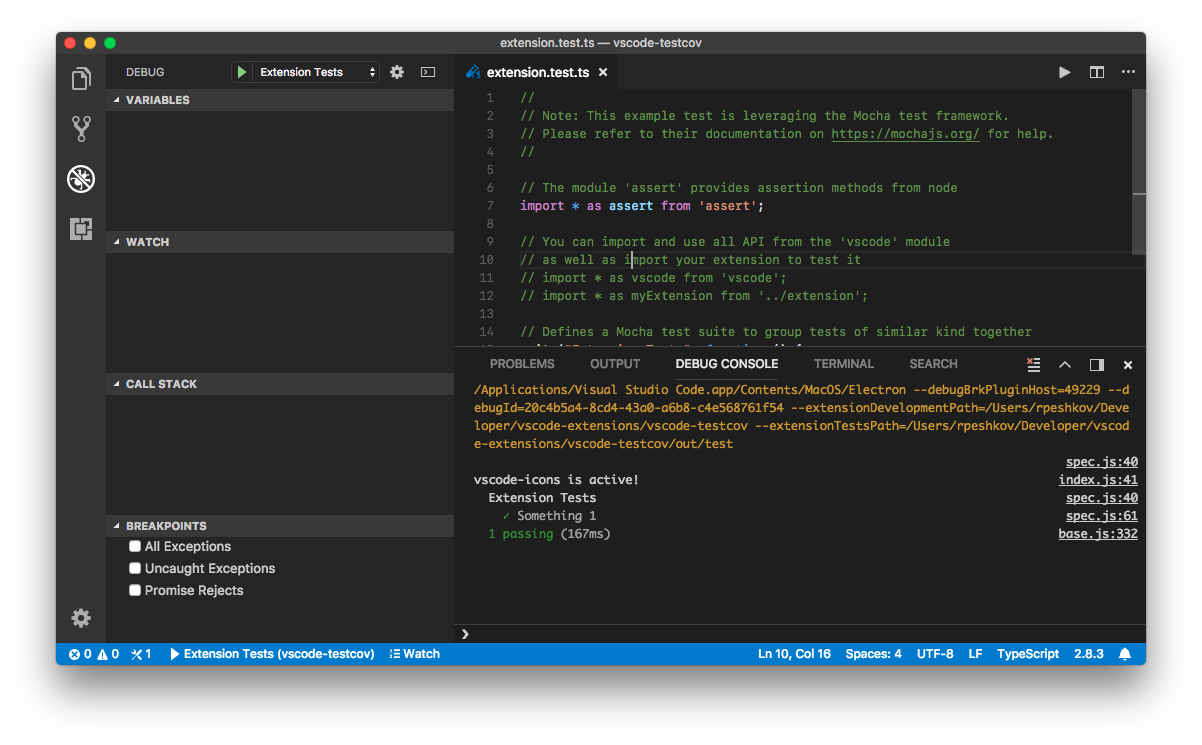 extension.test.ts — vscode-testcov
DEBUG
Extension Tests
VARIABLES
WATCH
CALL STACK
BREAKPOINTS
All Exceptions
Uncaught Exceptions
Promise Rejects
extension.test.ts
1 //
2 // Note: This example test is leveraging the Mocha test framework.
3 // Please refer to their documentation on https://mochajs.org/ for help.
4 //
5
6 // The module 'assert' provides assertion methods from node
7 import * as assert from 'assert';
8
9 // You can import and use all API from the 'vscode' module
10 // as well as import your extension to test it
11 // import * as vscode from 'vscode';
12 // import * as myExtension from '../extension';
13
14 // Defines a Mocha test suite to group tests of similar kind together
PROBLEMS OUTPUT DEBUG CONSOLE TERMINAL SEARCH
/Applications/Visual Studio Code.app/Contents/MacOS/Electron --debugBrkPluginHost=49229 --d
ebugId=20c4b5a4-8cd4-43a0-a6b8-c4e568761f54 --extensionDevelopmentPath=/Users/rpeshkov/Deve
loper/vscode-extensions/vscode-testcov --extensionTestsPath=/Users/rpeshkov/Developer/vscod
e-extensions/vscode-testcov/out/test
spec.js:40
vscode-icons is active! index.js:41
Extension Tests spec.js:40
✓ Something 1 spec.js:61
1 passing (167ms) base.js:332
0 0 1 Extension Tests (vscode-testcov) Watch Ln 10, Col 16 Spaces: 4 UTF-8 LF TypeScript 2.8.3